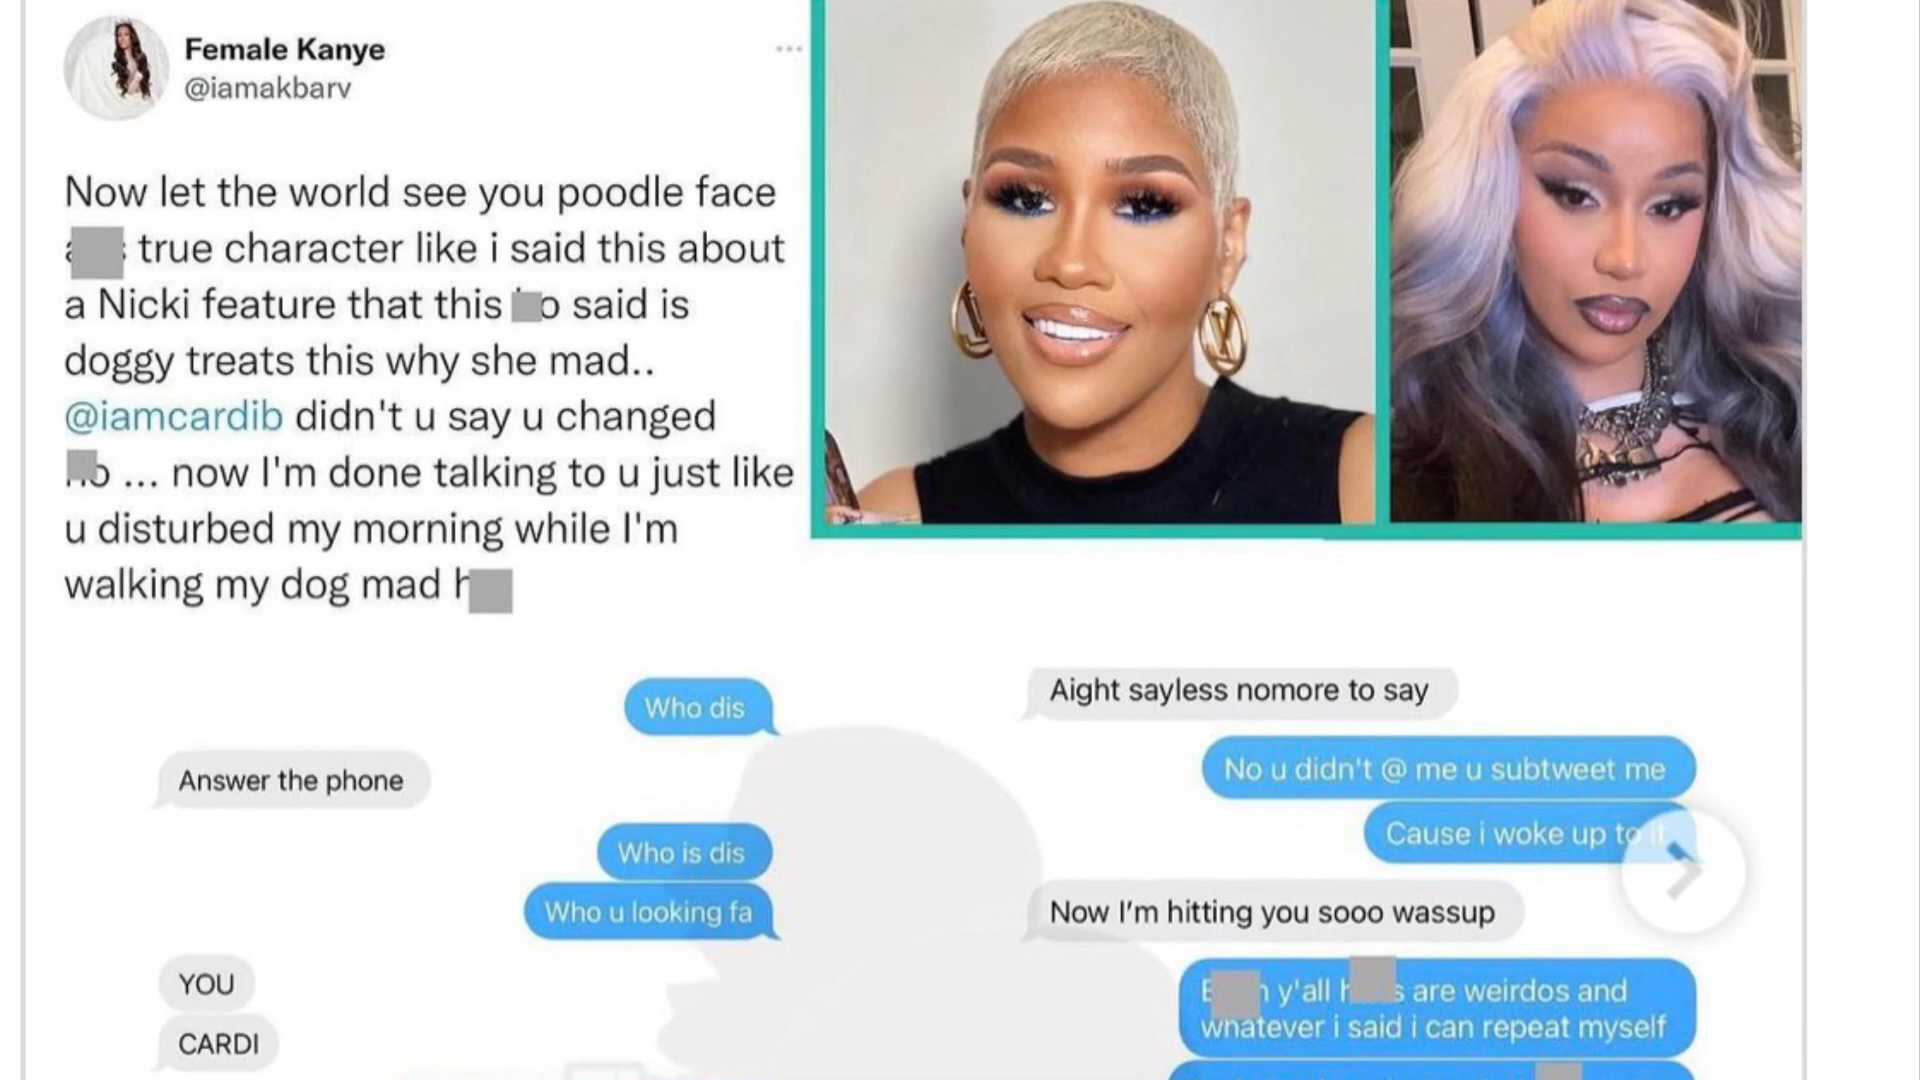 Female Kanye
@iamakbarv
Now let the world see you poodle face
true character like i said this about
a Nicki feature that this said is
doggy treats this why she mad..
@iamcardib didn't u say u changed
... now I'm done talking to u just like
u disturbed my morning while I'm
walking my dog mad
Who dis
Answer the phone
Who is dis
Who u looking fa
YOU
CARDI
Aight sayless nomore to say
No u didn't @ me u subtweet me
Cause i woke up to it
Now I'm hitting you sooo wassup
y'all are weirdos and
whatever i said i can repeat myself